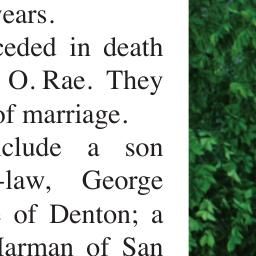 years.
ceded in death
O. Rae. They
of marriage.
clude a son
-law, George
of Denton; a
Harman of San